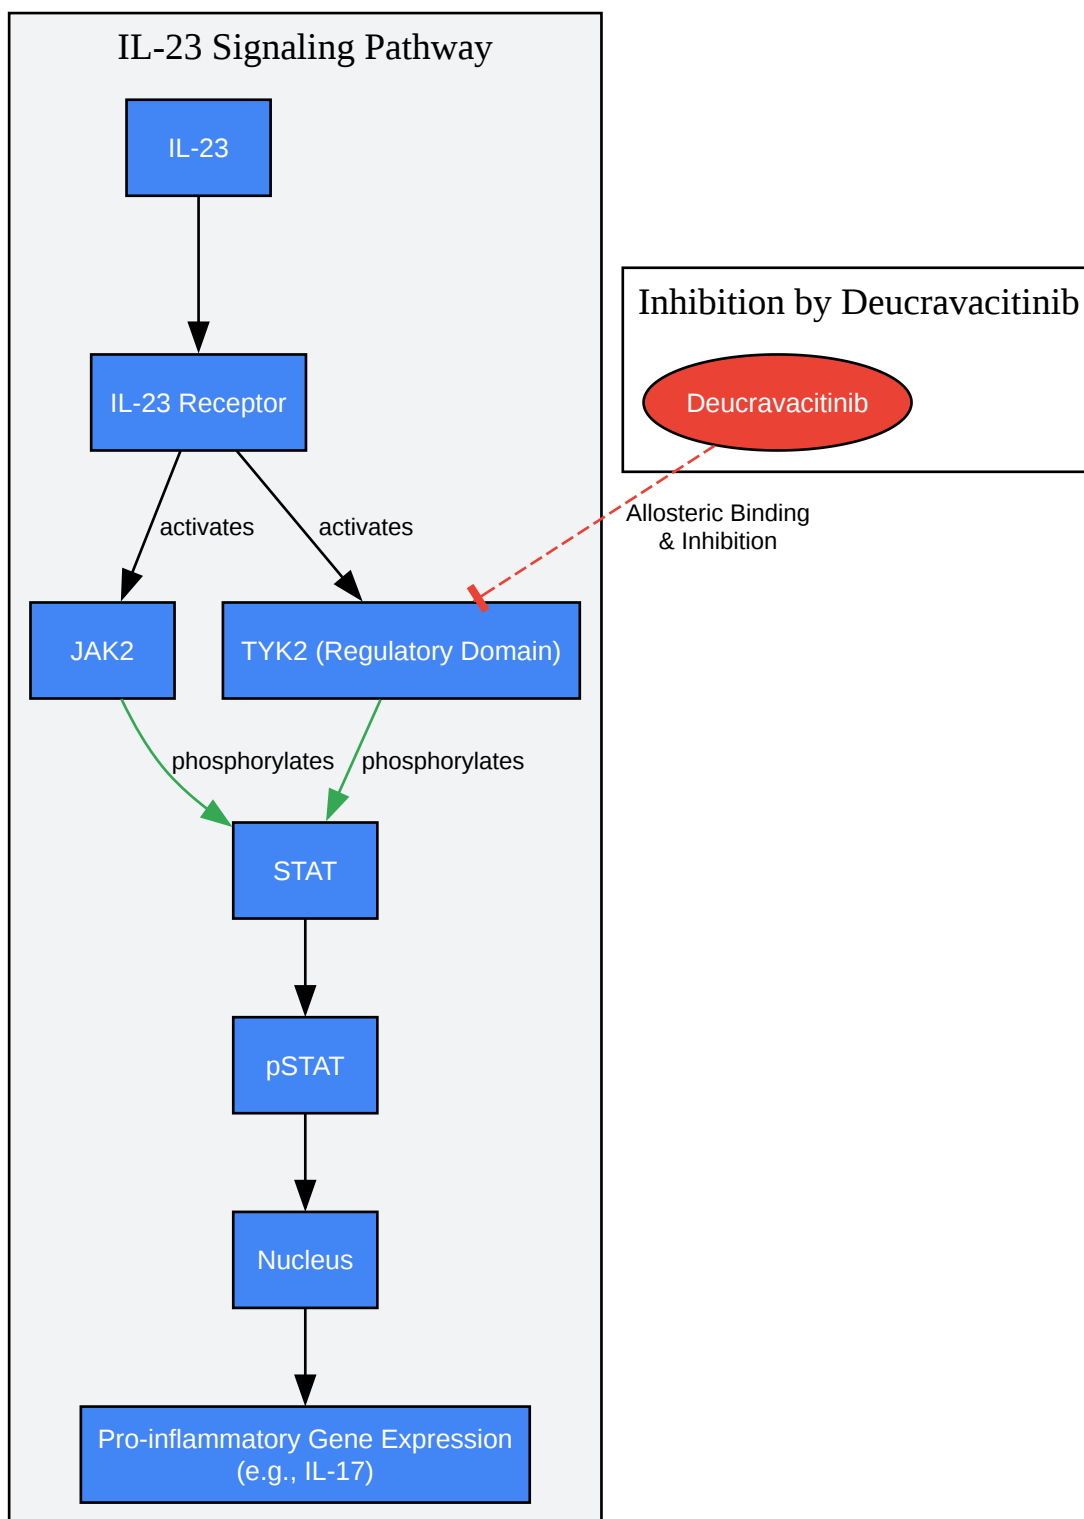 IL-23 Signaling Pathway
IL-23
Inhibition by Deucravacitinib
IL-23 Receptor
Deucravacitinib
activates
activates
Allosteric Binding
& Inhibition
JAK2
TYK2 (Regulatory Domain)
phosphorylates
phosphorylates
STAT
pSTAT
Nucleus
Pro-inflammatory Gene Expression
(e.g., IL-17)